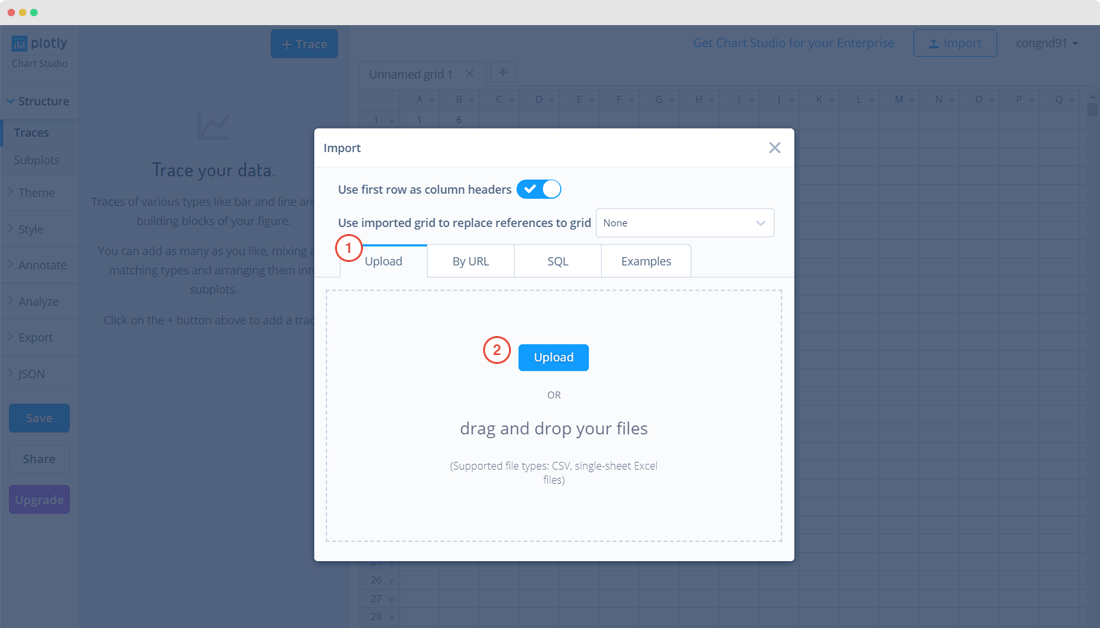 plotly
Chart Studio
+ Trace
Get Chart Studio for your Enterprise
Import
congnd91
Unnamed grid 1 ×
+
A B C D E F G H I J K L M N O P Q
1 1 6
Structure
Traces
Subplots
Theme
Style
Annotate
Analyze
Export
JSON
Save
Share
Upgrade
Trace your data.
Traces of various types like bar and line are
building blocks of your figure.
You can add as many as you like, mixing a
matching types and arranging them int
subplots.
Click on the + button above to add a trac
Import
Use first row as column headers
Use imported grid to replace references to grid None
1
Upload By URL SQL Examples
2
Upload
OR
drag and drop your files
(Supported file types: CSV, single-sheet Excel
files)
26
27
28